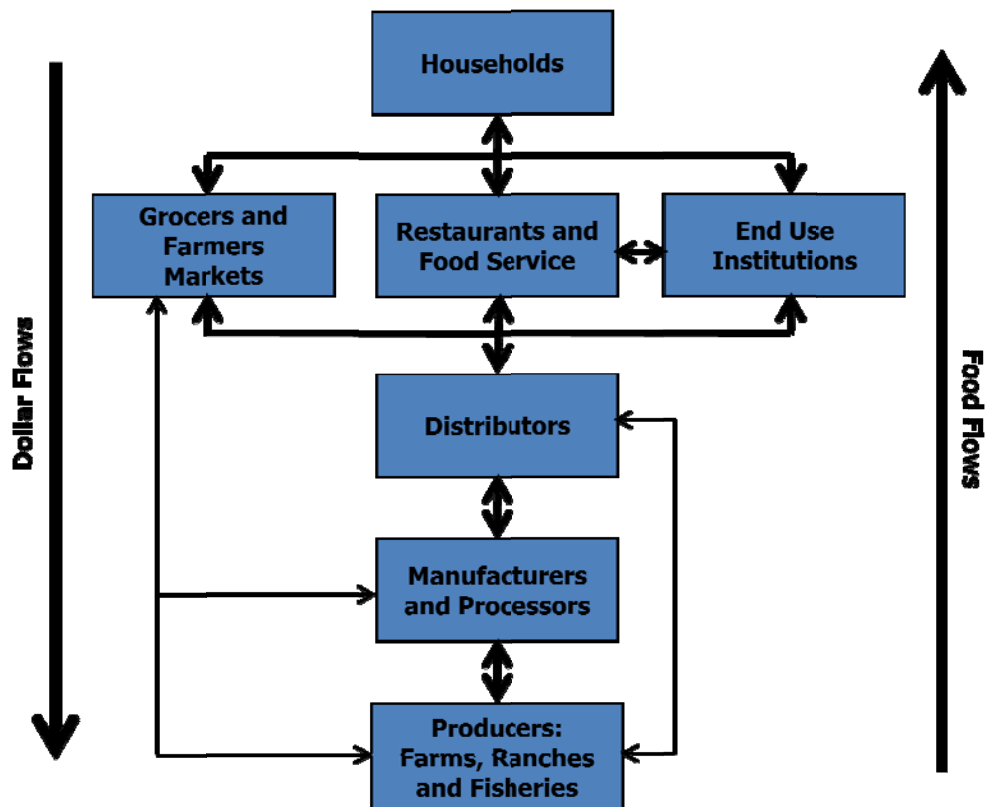 Households
Grocers and
Farmers
Markets
Restaurants and
Food Service
End Use
Institutions
Dollar Flows
Food Flows
Distributors
Manufacturers
and Processors
Producers:
Farms, Ranches
and Fisheries